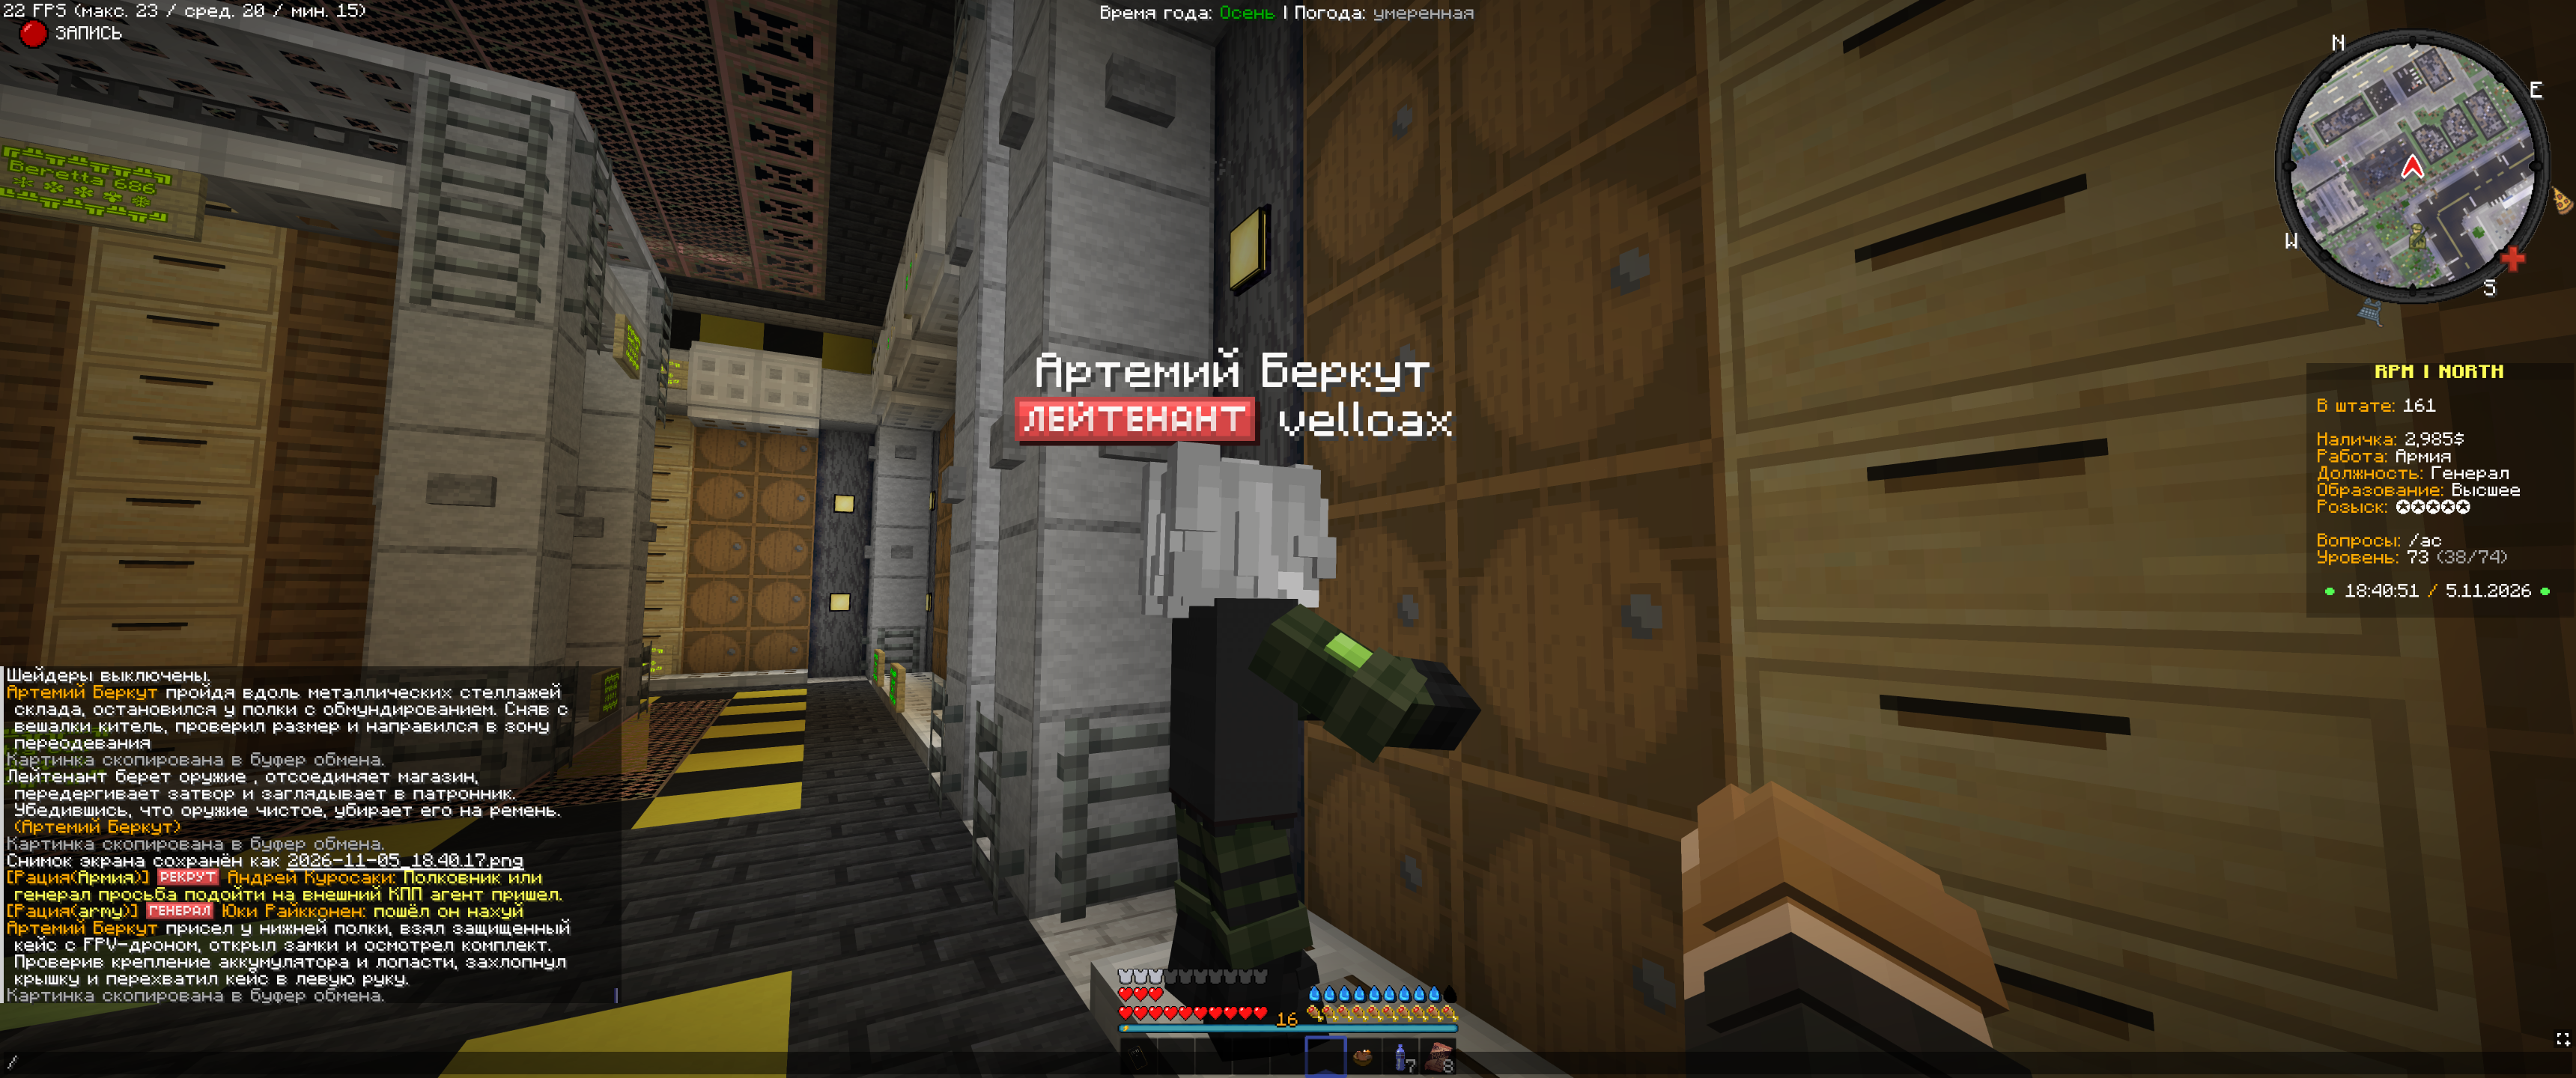 22 FPS (макс. 23 / сред. 20 / мин. 15)
ЗАПИСЬ
Время года: Осень | Погода: умеренная
N
E
W
S
Beretta 686
Артемий Беркут
ЛЕЙТЕНАНТ velloax
RPM | NORTH
В штате: 161
Наличка: 2,985$
Работа: Армия
Должность: Генерал
Образование: Высшее
Розыск: ✪✪✪✪✪
Вопросы: /ac
Уровень: 73 (38/74)
18:40:51 / 5.11.2026
Шейдеры выключены.
Артемий Беркут пройдя вдоль металлических стеллажей
склада, остановился у полки с обмундированием. Сняв с
вешалки китель, проверил размер и направился в зону
переодевания
Картинка скопирована в буфер обмена.
Лейтенант берет оружие , отсоединяет магазин,
передергивает затвор и заглядывает в патронник.
Убедившись, что оружие чистое, убирает его на ремень.
(Артемий Беркут)
Картинка скопирована в буфер обмена.
Снимок экрана сохранён как 2026-11-05_18.40.17.png
[Рация(Армия)] РЕКРУТ Андрей Куросаки: Полковник или
генерал просьба подойти на внешний КПП агент пришел.
[Рация(army)] ГЕНЕРАЛ Юки Райкконен: пошёл он нахуй
Артемий Беркут присел у нижней полки, взял защищенный
кейс с FPV-дроном, открыл замки и осмотрел комплект.
Проверив крепление аккумулятора и лопасти, захлопнул
крышку и перехватил кейс в левую руку.
Картинка скопирована в буфер обмена.
16
7
8
/